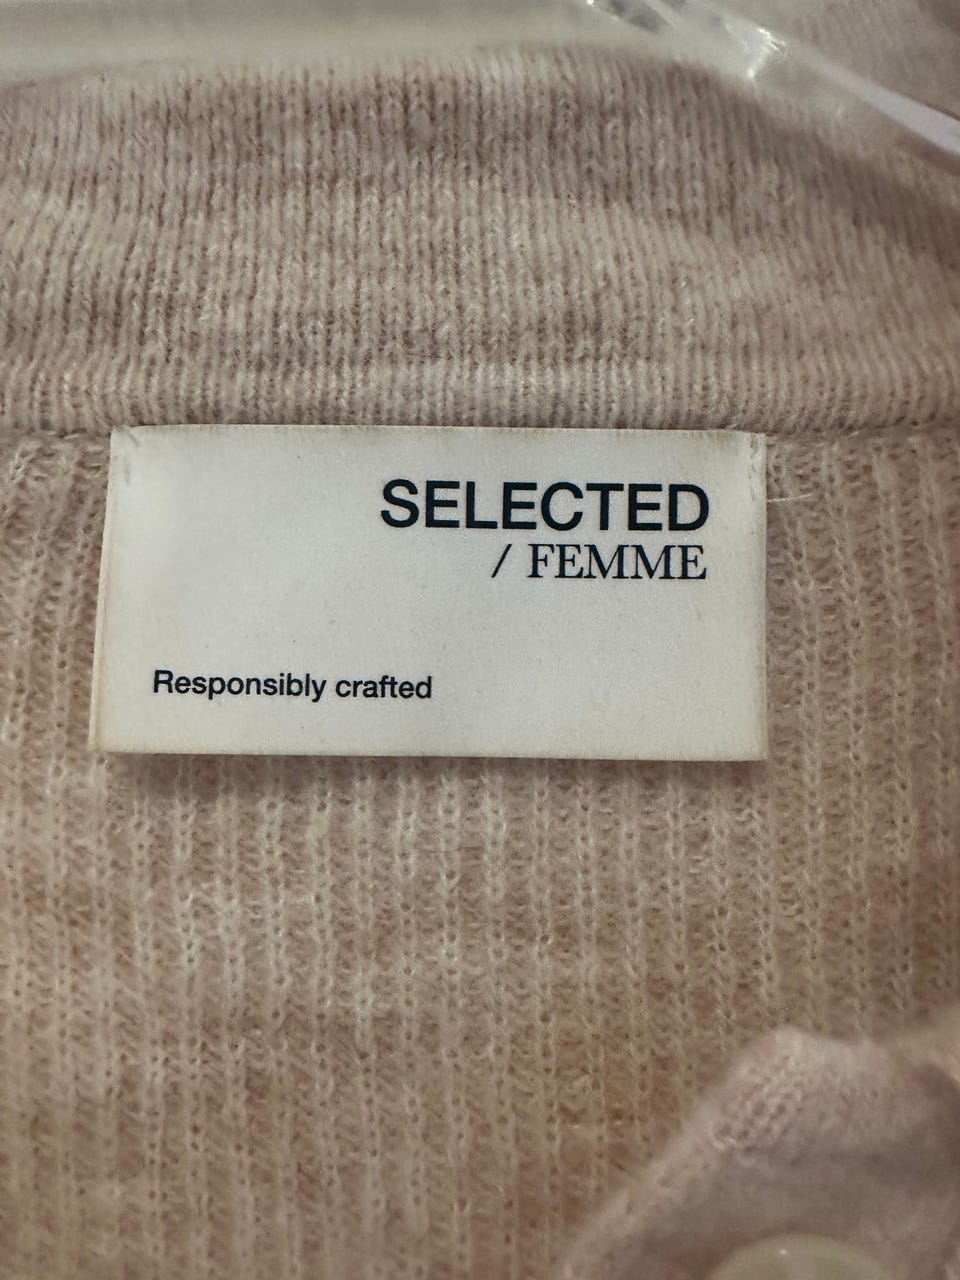 SELECTED
/ FEMME
Responsibly crafted